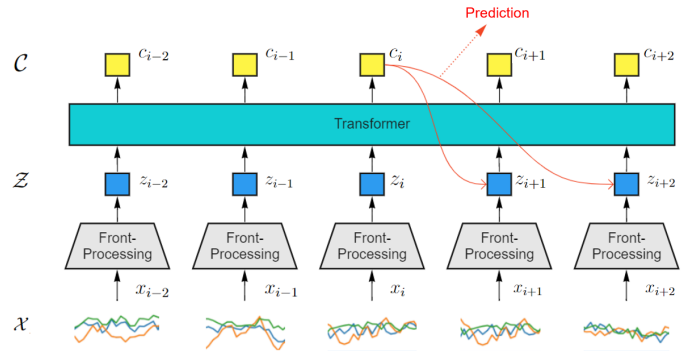 Prediction
𝒞 c_{i-2} c_{i-1} c_i c_{i+1} c_{i+2}
Transformer
𝒵 z_{i-2} z_{i-1} z_i z_{i+1} z_{i+2}
Front- Front- Front- Front- Front-
Processing Processing Processing Processing Processing
x_{i-2} x_{i-1} x_i x_{i+1} x_{i+2}
𝒳